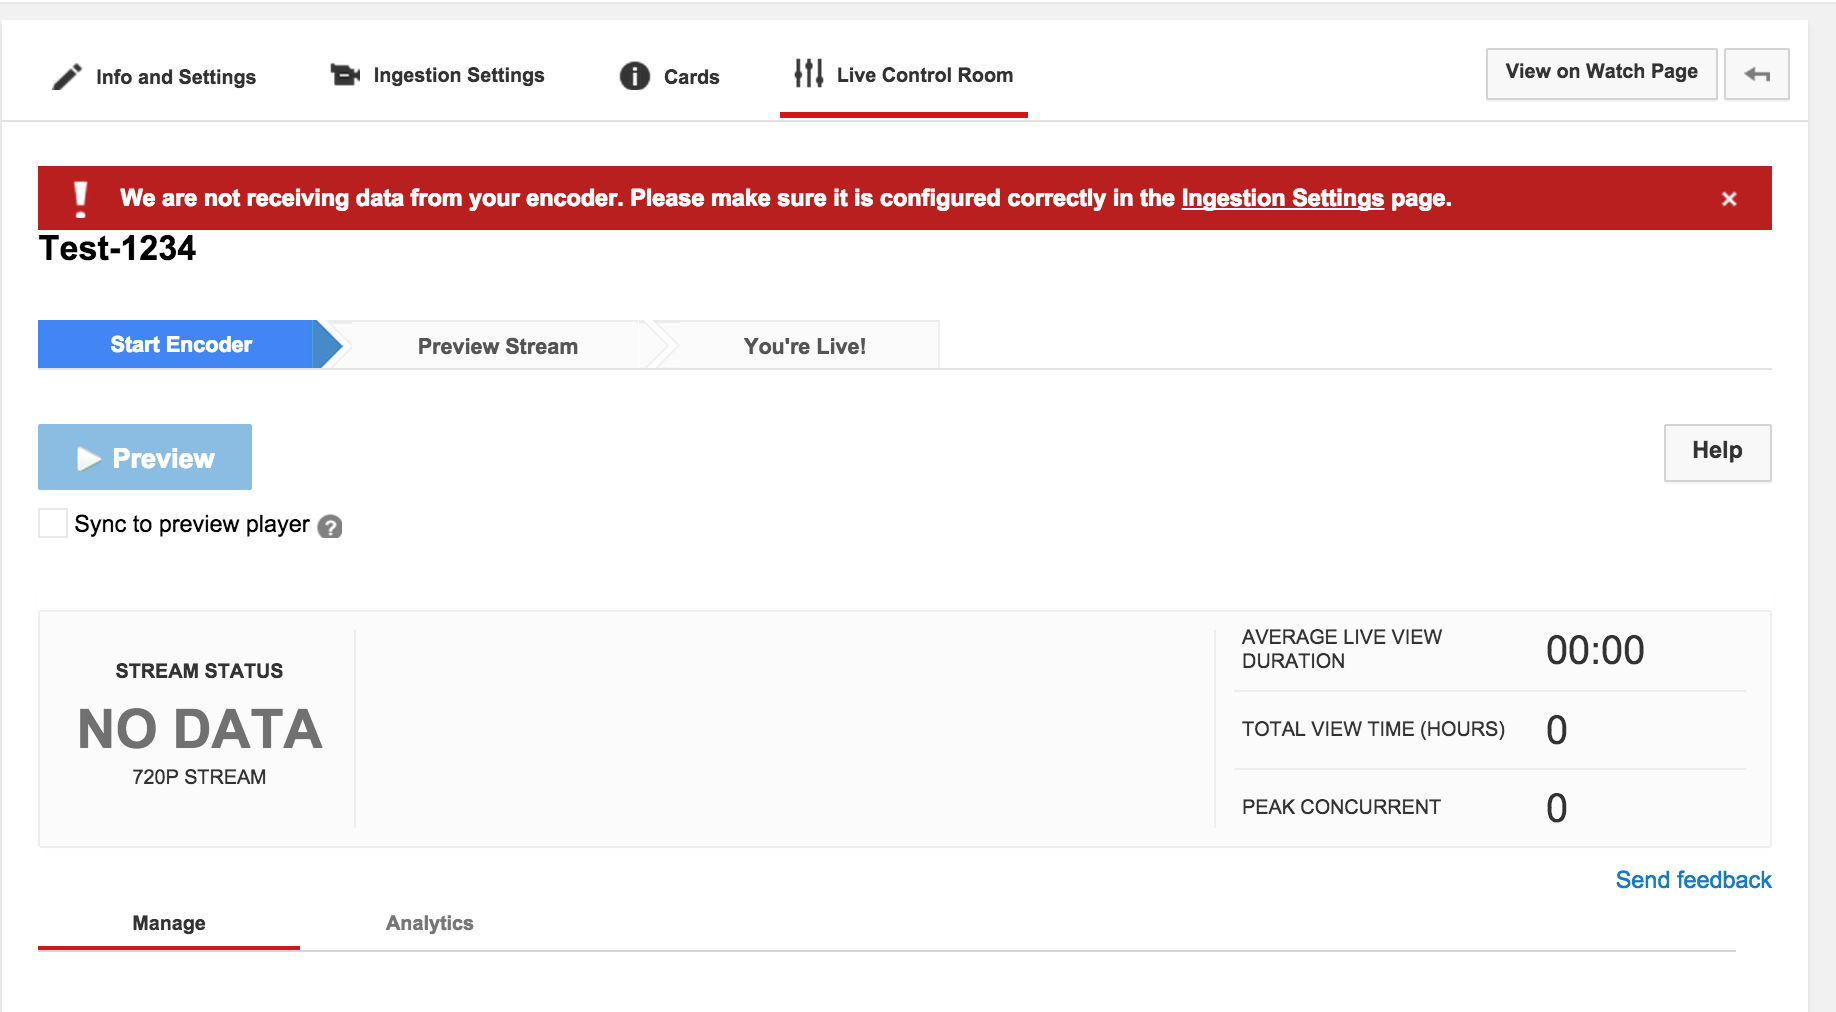 Info and Settings
Ingestion Settings
Cards
Live Control Room
View on Watch Page
We are not receiving data from your encoder. Please make sure it is configured correctly in the Ingestion Settings page.
Test-1234
Start Encoder
Preview Stream
You're Live!
Preview
Help
Sync to preview player
STREAM STATUS
NO DATA
720P STREAM
AVERAGE LIVE VIEW
DURATION
00:00
TOTAL VIEW TIME (HOURS)
0
PEAK CONCURRENT
0
Send feedback
Manage
Analytics